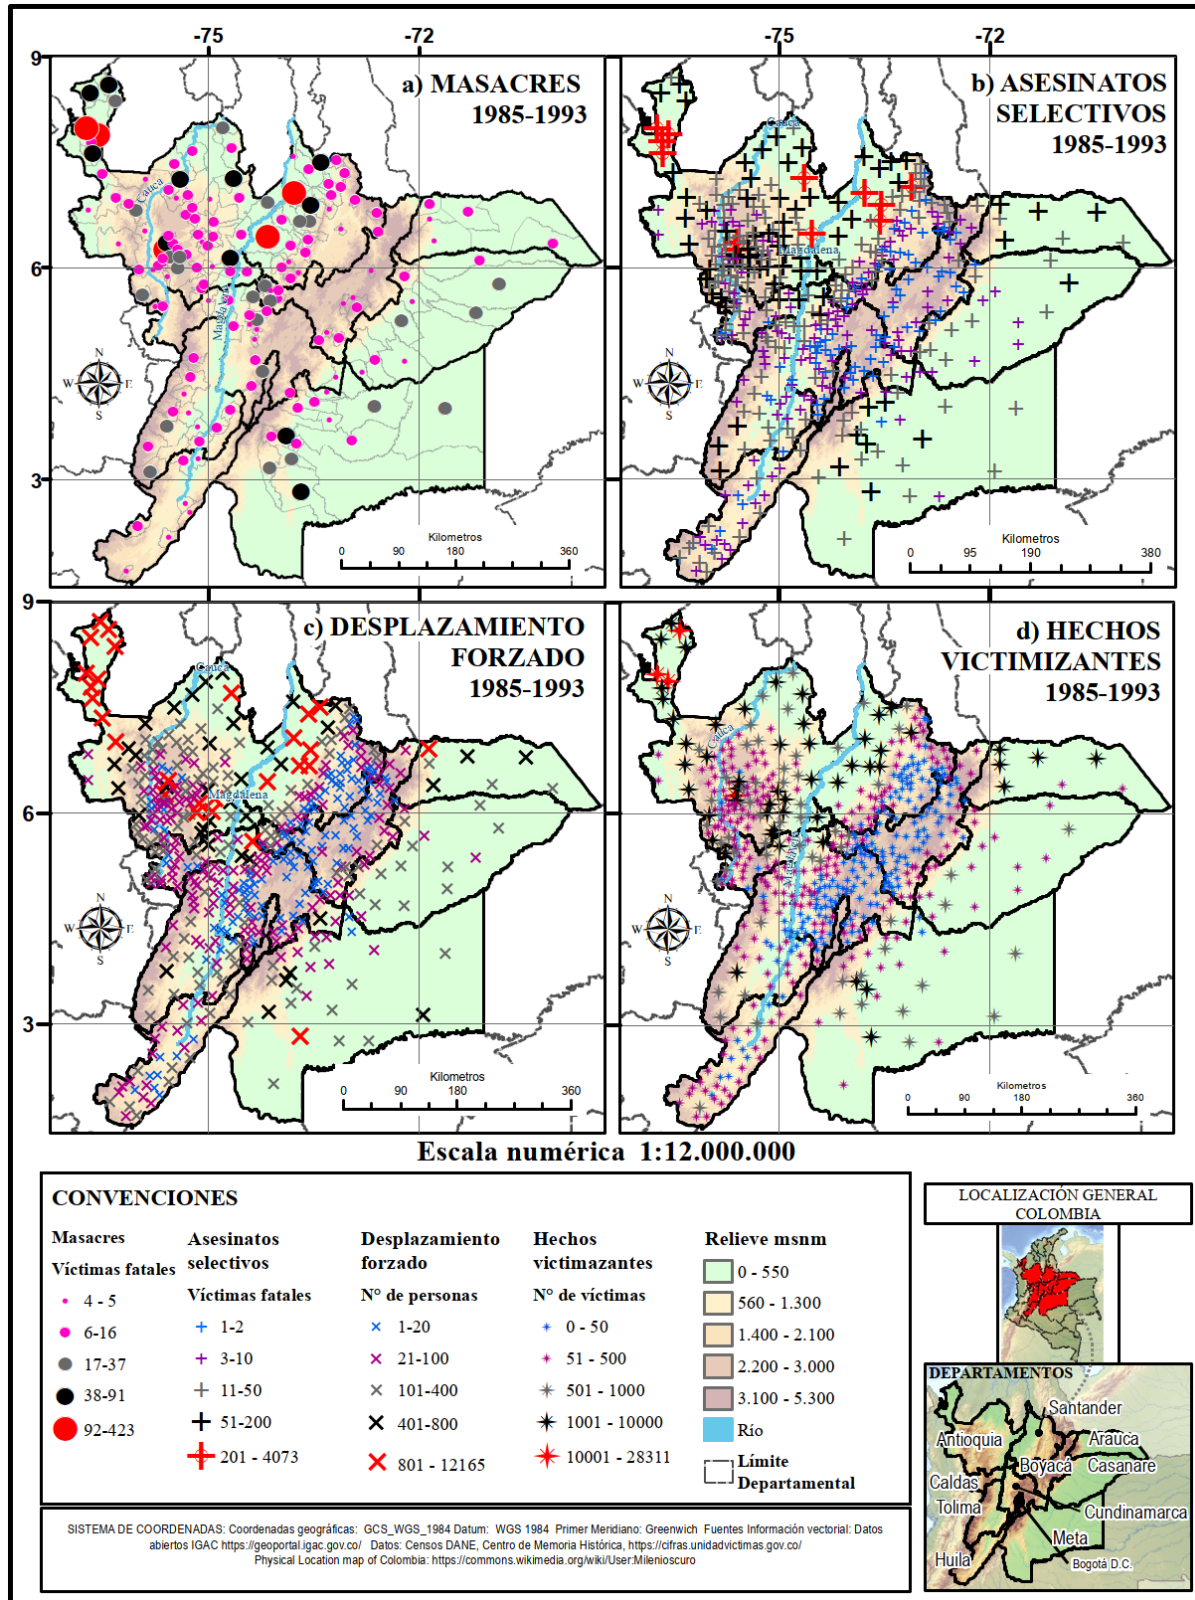 -75
-72
-75
-72
9
a) MASACRES
1985-1993
b) ASESINATOS
SELECTIVOS
1985-1993
Cauca
Cauca
Magdalena
6
N
W
E
S
N
W
E
S
3
Kilometros
0 90 180 360
Kilometros
0 95 190 380
9
c) DESPLAZAMIENTO
FORZADO
1985-1993
d) HECHOS
VICTIMIZANTES
1985-1993
Cauca
Cauca
Magdalena
6
N
W
E
S
N
W
E
S
3
Kilometros
0 90 180 360
Kilometros
0 90 180 360
Escala numérica 1:12.000.000
CONVENCIONES
Masacres
Víctimas fatales
4 - 5
6-16
17-37
38-91
92-423
Asesinatos
selectivos
Víctimas fatales
1-2
3-10
11-50
51-200
201 - 4073
Desplazamiento
forzado
N° de personas
1-20
21-100
101-400
401-800
801 - 12165
Hechos
victimazantes
N° de víctimas
0 - 50
51 - 500
501 - 1000
1001 - 10000
10001 - 28311
Relieve msnm
0 - 550
560 - 1.300
1.400 - 2.100
2.200 - 3.000
3.100 - 5.300
Río
Límite
Departamental
LOCALIZACIÓN GENERAL
COLOMBIA
DEPARTAMENTOS
Santander
Antioquia
Arauca
Boyacá
Casanare
Caldas
Tolima
Cundinamarca
Meta
Huila
Bogotá D.C.
SISTEMA DE COORDENADAS: Coordenadas geográficas: GCS_WGS_1984 Datum: WGS 1984 Primer Meridiano: Greenwich Fuentes Información vectorial: Datos
abiertos IGAC https://geoportal.igac.gov.co/ Datos: Censos DANE, Centro de Memoria Histórica, https://cifras.unidadvictimas.gov.co/
Physical Location map of Colombia: https://commons.wikimedia.org/wiki/User:Milenioscuro